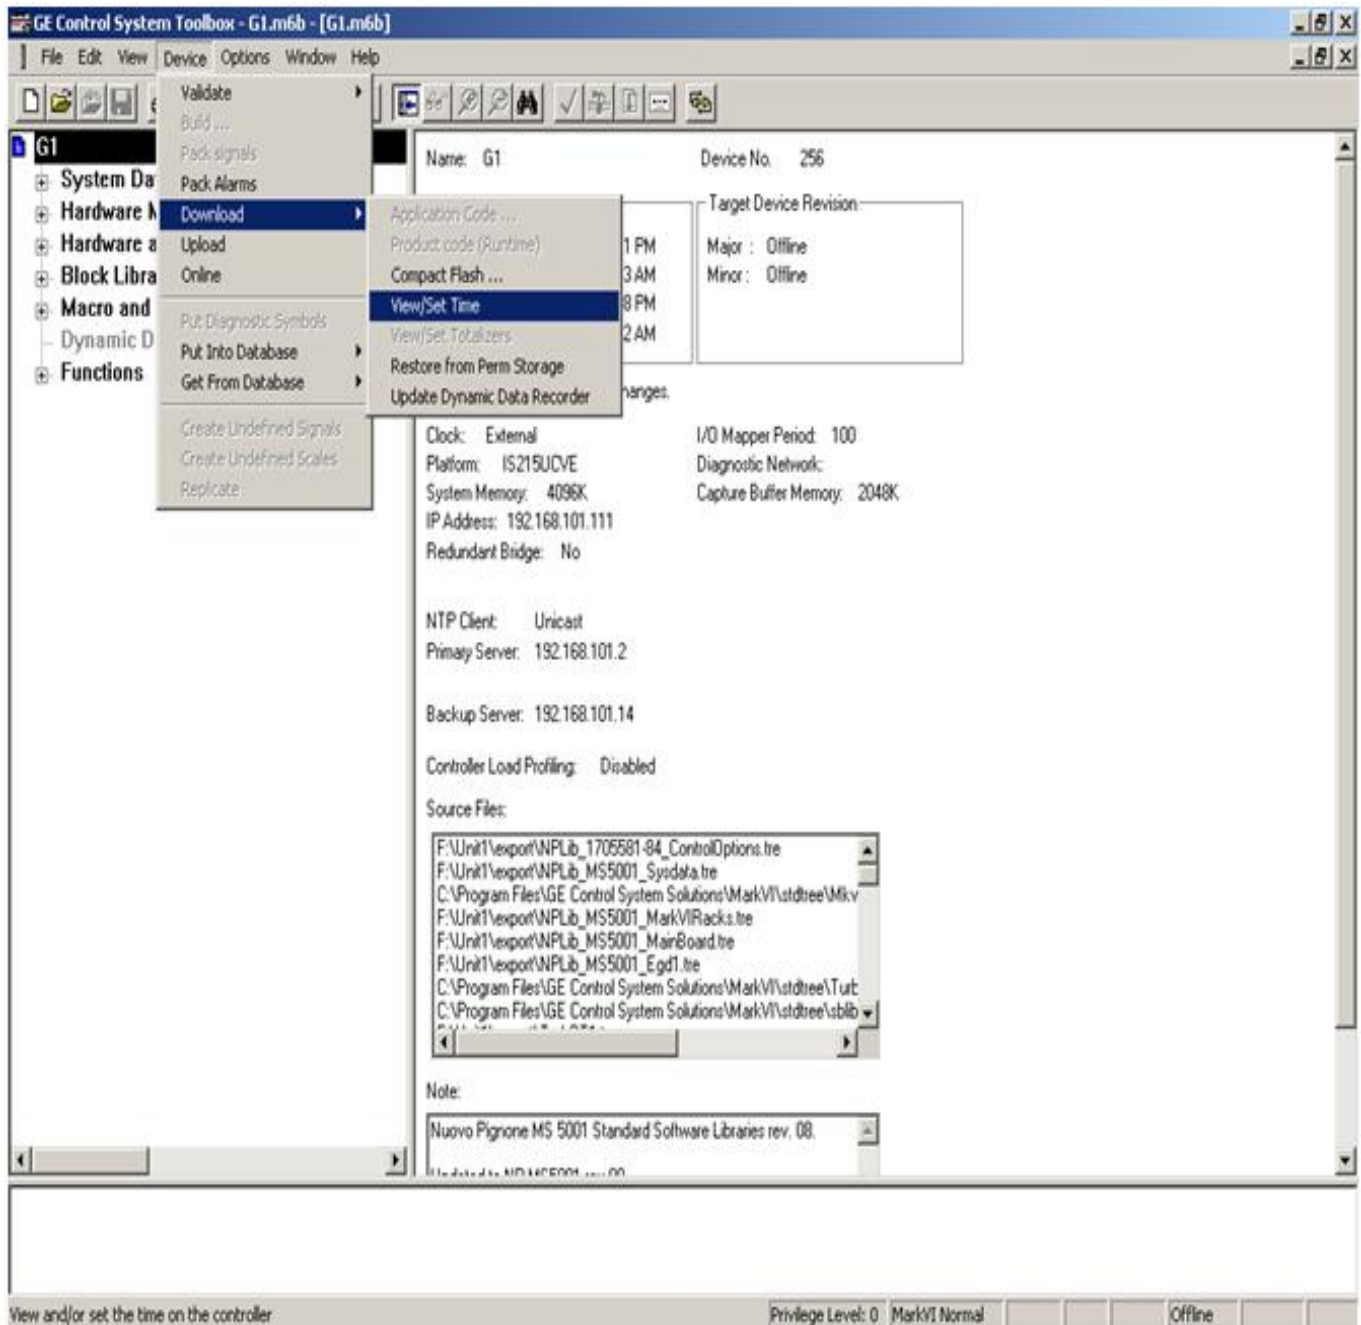 GE Control System Toolbox - G1.m6b - [G1.m6b]
File Edit View Device Options Window Help
Validate
Build ...
Pack signals
Pack Alarms
Download
Upload
Online
Put Diagnostic Symbols
Put Into Database
Get From Database
Create Undefined Signals
Create Undefined Scales
Replicate
Application Code ...
Product code (Runtime)
Compact Flash ...
View/Set Time
View/Set Totalizers
Restore from Perm Storage
Update Dynamic Data Recorder
G1
System Da
Hardware
Hardware a
Block Libra
Macro and
Dynamic D
Functions
Name: G1 Device No. 256
Target Device Revision
1 PM Major : Offline
3 AM Minor : Offline
8 PM
2 AM
hanges.
Clock: External I/O Mapper Period: 100
Platform: IS215UCVE Diagnostic Network:
System Memory: 4096K Capture Buffer Memory: 2048K
IP Address: 192.168.101.111
Redundant Bridge: No
NTP Client: Unicast
Primary Server: 192.168.101.2
Backup Server: 192.168.101.14
Controller Load Profiling: Disabled
Source Files:
F:\Unit1\export\NPLib_1705581-84_ControlOptions.tre
F:\Unit1\export\NPLib_MS5001_Sysdata.tre
C:\Program Files\GE Control System Solutions\MarkVI\stdtree\Mkv
F:\Unit1\export\NPLib_MS5001_MarkVIRacks.tre
F:\Unit1\export\NPLib_MS5001_MainBoard.tre
F:\Unit1\export\NPLib_MS5001_Egd1.tre
C:\Program Files\GE Control System Solutions\MarkVI\stdtree\Turb
C:\Program Files\GE Control System Solutions\MarkVI\stdtree\sblib
Note:
Nuovo Pignone MS 5001 Standard Software Libraries rev. 08.
View and/or set the time on the controller
Privilege Level: 0 MarkVI Normal Offline